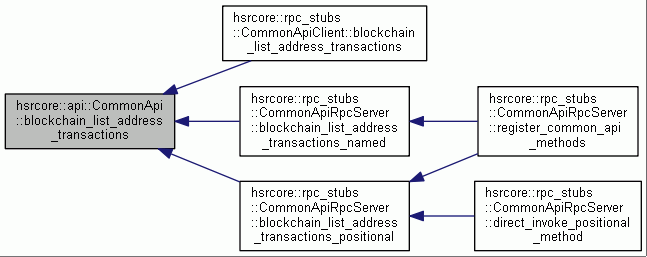 hsrcore::rpc_stubs
::CommonApiClient::blockchain
_list_address_transactions
hsrcore::api::CommonApi
::blockchain_list_address
_transactions
hsrcore::rpc_stubs
::CommonApiRpcServer
::blockchain_list_address
_transactions_named
hsrcore::rpc_stubs
::CommonApiRpcServer
::register_common_api
_methods
hsrcore::rpc_stubs
::CommonApiRpcServer
::blockchain_list_address
_transactions_positional
hsrcore::rpc_stubs
::CommonApiRpcServer
::direct_invoke_positional
_method